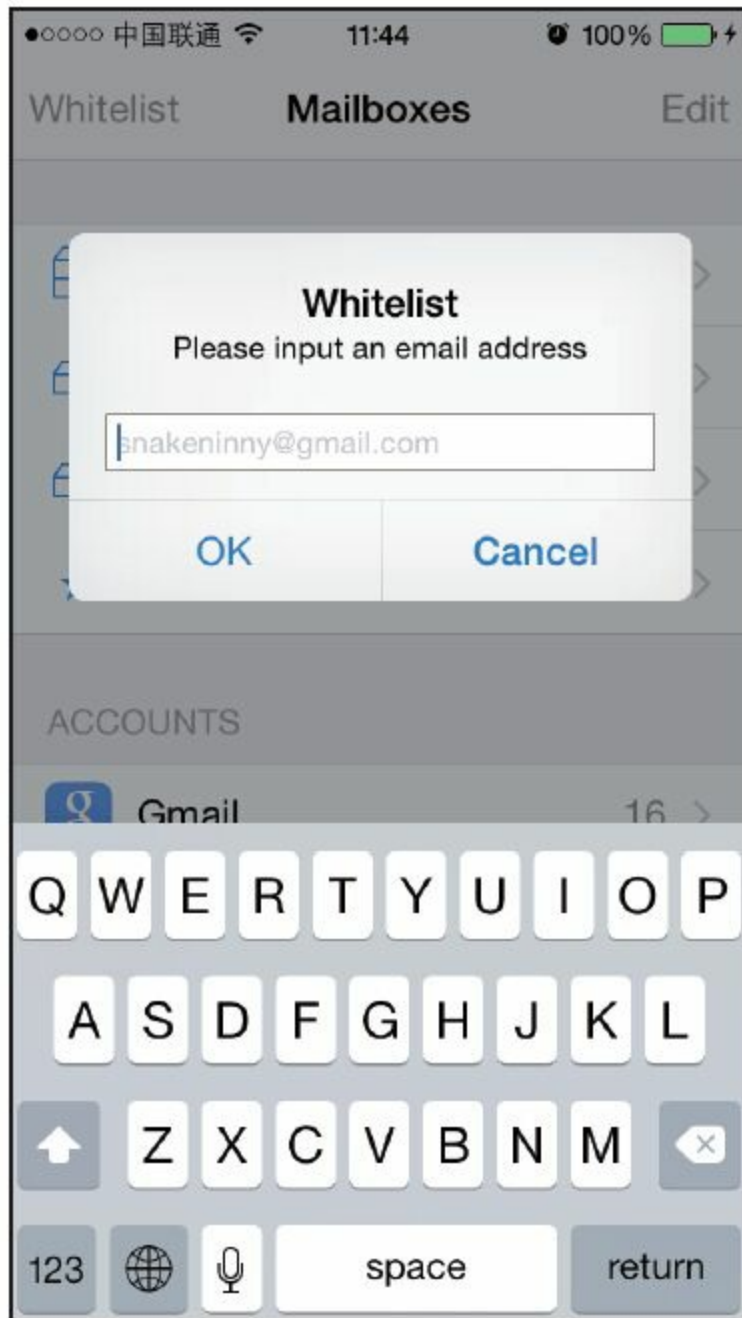 中国联通 11:44 100%
Whitelist Mailboxes Edit
Whitelist
Please input an email address
snakeninny@gmail.com
OK Cancel
ACCOUNTS
g Gmail 16
Q W E R T Y U I O P
A S D F G H J K L
Z X C V B N M
123 space return